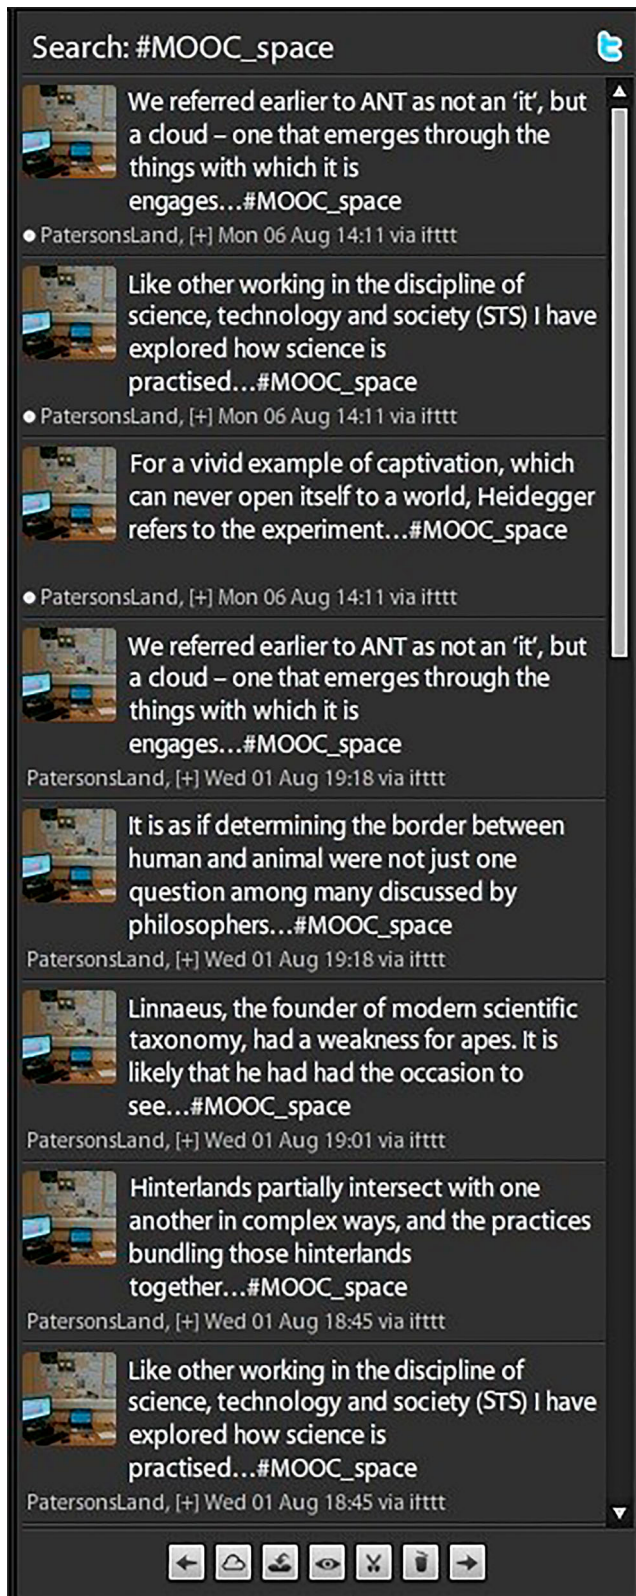 Search: #MOOC_space
We referred earlier to ANT as not an ‘it’, but
a cloud – one that emerges through the
things with which it is
engages…#MOOC_space
PatersonsLand, [+] Mon 06 Aug 14:11 via ifttt
Like other working in the discipline of
science, technology and society (STS) I have
explored how science is
practised…#MOOC_space
PatersonsLand, [+] Mon 06 Aug 14:11 via ifttt
For a vivid example of captivation, which
can never open itself to a world, Heidegger
refers to the experiment…#MOOC_space
PatersonsLand, [+] Mon 06 Aug 14:11 via ifttt
We referred earlier to ANT as not an ‘it’, but
a cloud – one that emerges through the
things with which it is
engages…#MOOC_space
PatersonsLand, [+] Wed 01 Aug 19:18 via ifttt
It is as if determining the border between
human and animal were not just one
question among many discussed by
philosophers…#MOOC_space
PatersonsLand, [+] Wed 01 Aug 19:18 via ifttt
Linnaeus, the founder of modern scientific
taxonomy, had a weakness for apes. It is
likely that he had had the occasion to
see…#MOOC_space
PatersonsLand, [+] Wed 01 Aug 19:01 via ifttt
Hinterlands partially intersect with one
another in complex ways, and the practices
bundling those hinterlands
together…#MOOC_space
PatersonsLand, [+] Wed 01 Aug 18:45 via ifttt
Like other working in the discipline of
science, technology and society (STS) I have
explored how science is
practised…#MOOC_space
PatersonsLand, [+] Wed 01 Aug 18:45 via ifttt